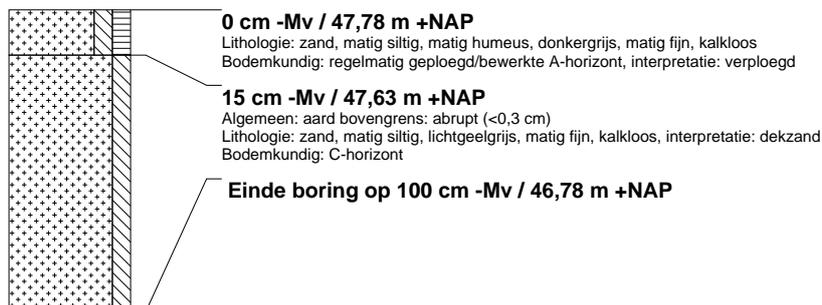 0 cm -Mv / 47,78 m +NAP
Lithologie: zand, matig siltig, matig humeus, donkergrijs, matig fijn, kalkloos
Bodemkundig: regelmatig geploegd/bewerkte A-horizont, interpretatie: verploegd
15 cm -Mv / 47,63 m +NAP
Algemeen: aard bovengrens: abrupt (<0,3 cm)
Lithologie: zand, matig siltig, lichtgeelgrijs, matig fijn, kalkloos, interpretatie: dekzand
Bodemkundig: C-horizont
Einde boring op 100 cm -Mv / 46,78 m +NAP